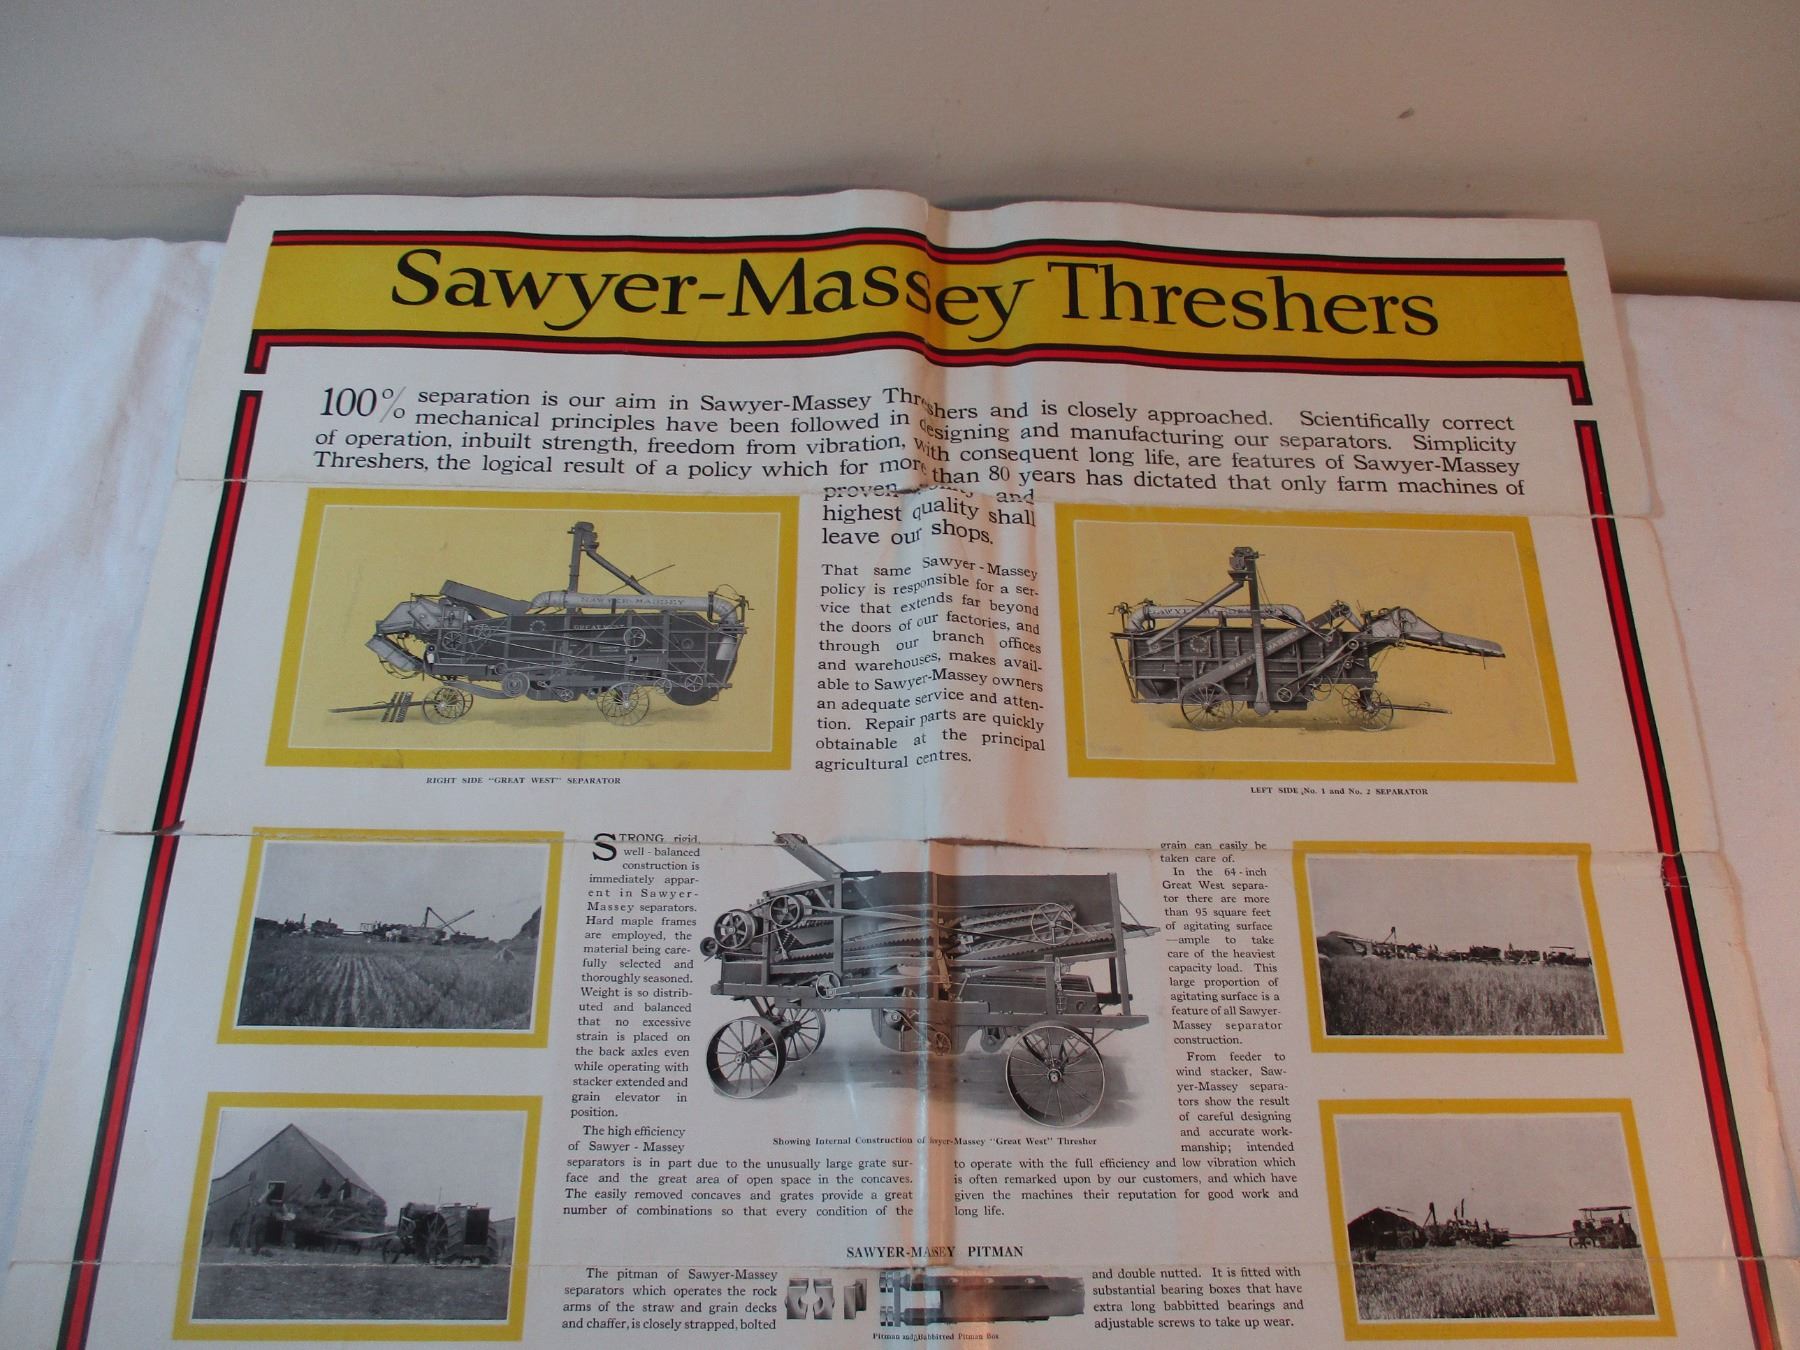 Sawyer-Massey Threshers
100% separation is our aim in Sawyer-Massey Threshers and is closely approached. Scientifically correct
mechanical principles have been followed in designing and manufacturing our separators. Simplicity
of operation, inbuilt strength, freedom from vibration, with consequent long life, are features of Sawyer-Massey
Threshers, the logical result of a policy which for more than 80 years has dictated that only farm machines of
proven and
highest quality shall
leave our shops.
That same Sawyer-Massey
policy is responsible for a ser-
vice that extends far beyond
the doors of our factories, and
through our branch offices
and warehouses, makes avail-
able to Sawyer-Massey owners
an adequate service and atten-
tion. Repair parts are quickly
obtainable at the principal
agricultural centres.
SAWYER-MASSEY
GREAT WEST
RIGHT SIDE "GREAT WEST" SEPARATOR
SAWYER-MASSEY
SAWYER-MASSEY
LEFT SIDE, No. 1 and No. 2 SEPARATOR
STRONG rigid,
well-balanced
construction is
immediately appar-
ent in Sawyer-
Massey separators.
Hard maple frames
are employed, the
material being care-
fully selected and
thoroughly seasoned.
Weight is so distrib-
uted and balanced
that no excessive
strain is placed on
the back axles even
while operating with
stacker extended and
grain elevator in
position.
The high efficiency
of Sawyer-Massey
separators is in part due to the unusually large grate sur-
face and the great area of open space in the concaves.
The easily removed concaves and grates provide a great
number of combinations so that every condition of the
Showing Internal Construction of Sawyer-Massey "Great West" Thresher
grain can easily be
taken care of.
In the 64-inch
Great West separa-
tor there are more
than 95 square feet
of agitating surface
—ample to take
care of the heaviest
capacity load. This
large proportion of
agitating surface is a
feature of all Sawyer-
Massey separator
construction.
From feeder to
wind stacker, Saw-
yer-Massey separa-
tors show the result
of careful designing
and accurate work-
manship; intended
to operate with the full efficiency and low vibration which
is often remarked upon by our customers, and which have
given the machines their reputation for good work and
long life.
SAWYER-MASSEY PITMAN
The pitman of Sawyer-Massey
separators which operates the rock
arms of the straw and grain decks
and chaffer, is closely strapped, bolted
Pitman and Babbitted Pitman Box
and double nutted. It is fitted with
substantial bearing boxes that have
extra long babbitted bearings and
adjustable screws to take up wear.